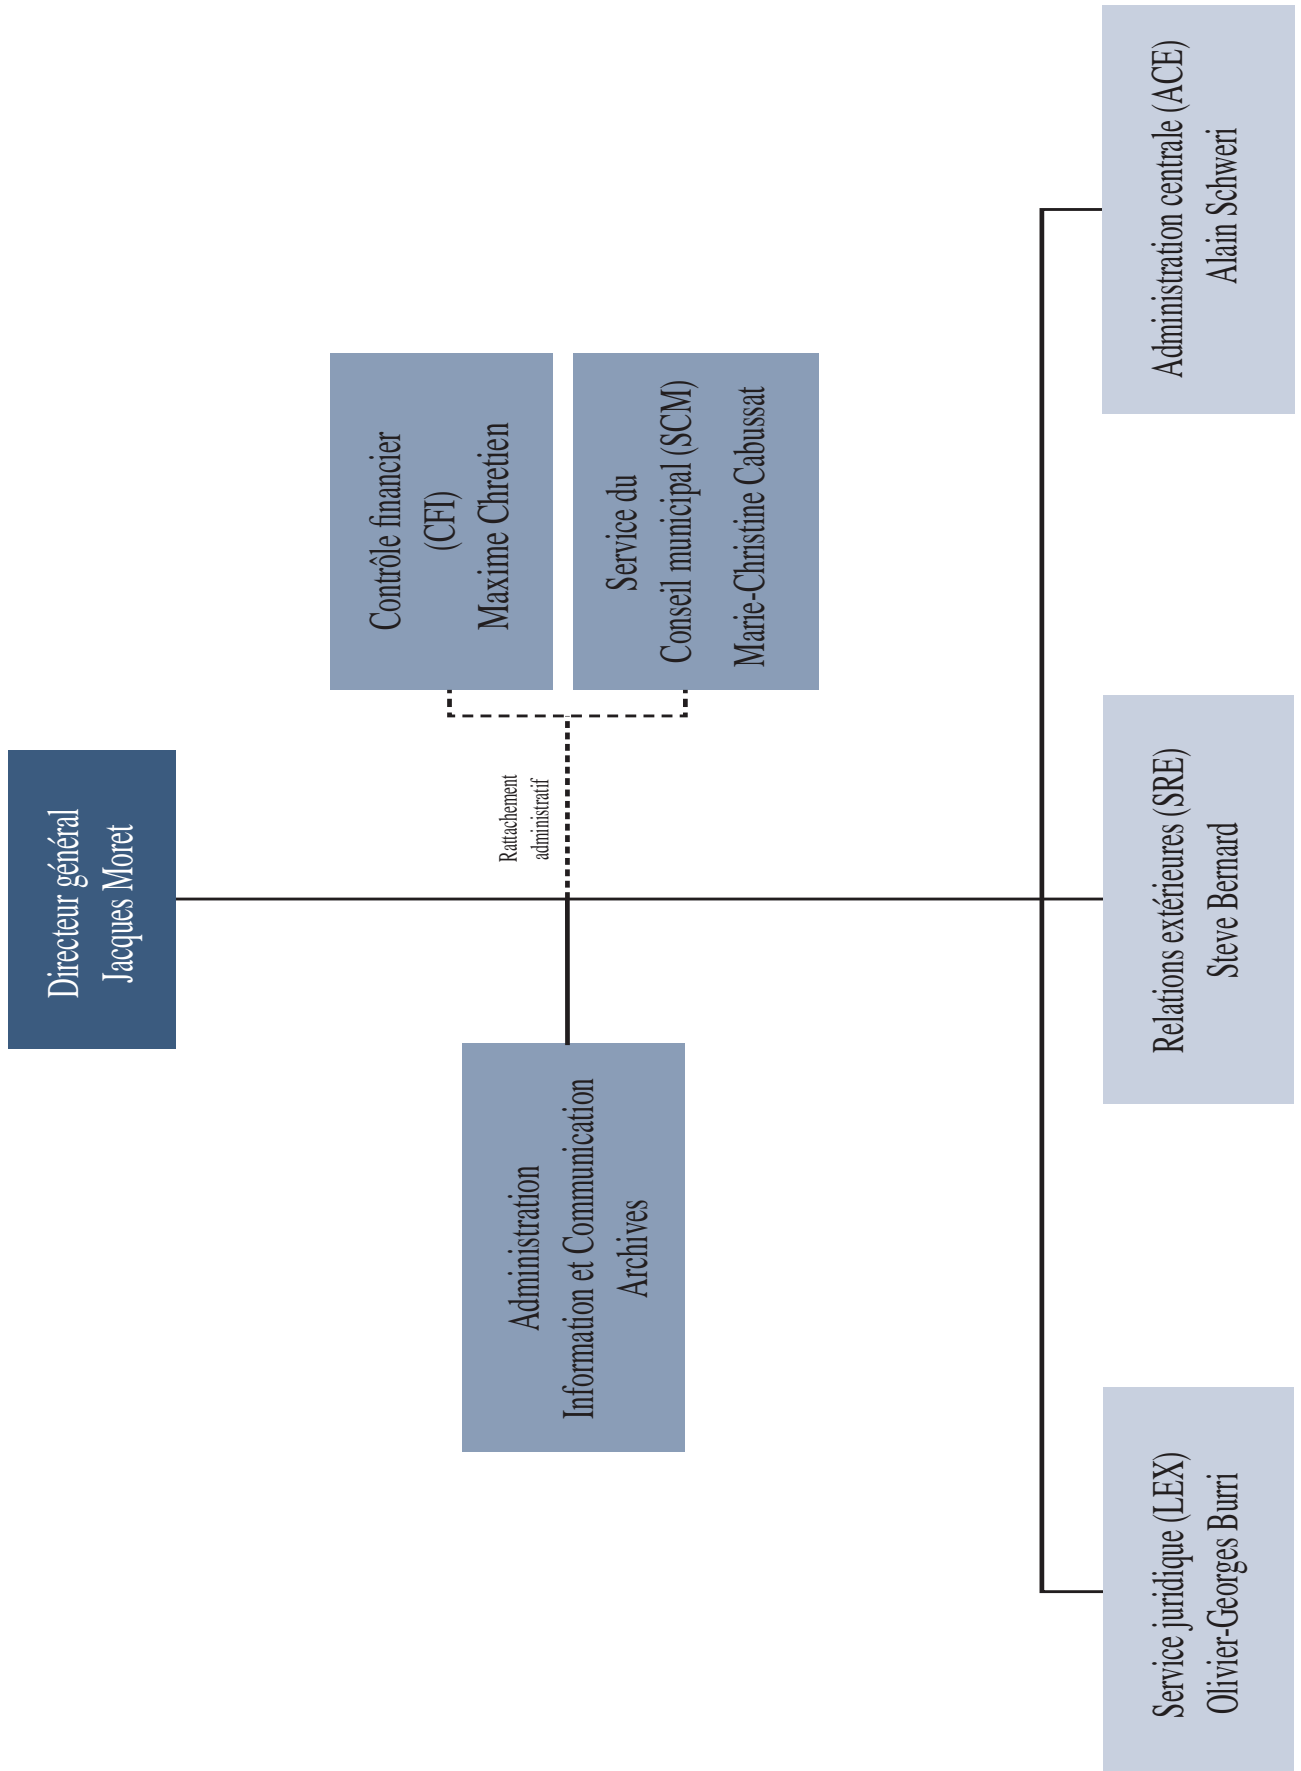 Directeur général
Jacques Moret
Contrôle financier
(CFI)
Maxime Chretien
Rattachement
administratif
Service du
Conseil municipal (SCM)
Marie-Christine Cabussat
Administration
Information et Communication
Archives
Service juridique (LEX)
Olivier-Georges Burri
Relations extérieures (SRE)
Steve Bernard
Administration centrale (ACE)
Alain Schweri